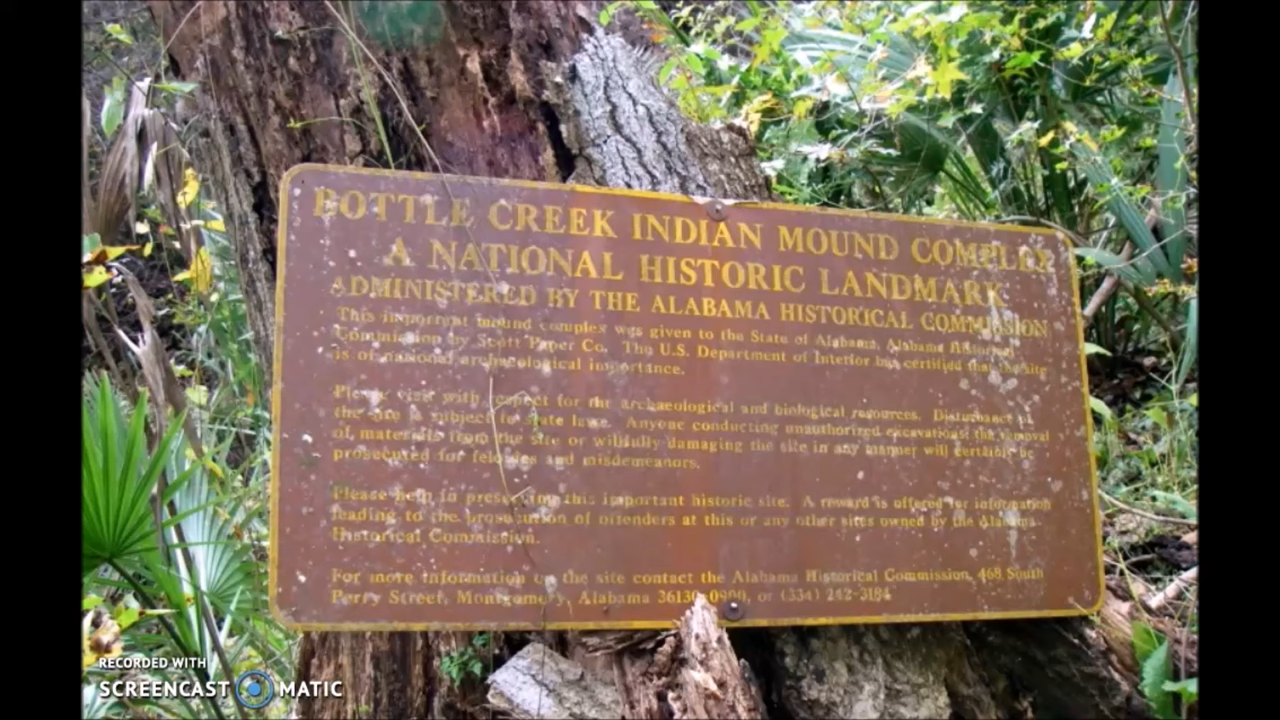 BOTTLE CREEK INDIAN MOUND COMPLEX
A NATIONAL HISTORIC LANDMARK
ADMINISTERED BY THE ALABAMA HISTORICAL COMMISSION
This important mound complex was given to the State of Alabama, Alabama Historical
Commission by Scott Paper Co. The U.S. Department of Interior has certified that the site
is of national archaeological importance.
Please visit with respect for the archaeological and biological resources. Disturbance of
the site is subject to state laws. Anyone conducting unauthorized excavations, the removal
of materials from the site or willfully damaging the site in any manner will certainly be
prosecuted for felonies and misdemeanors.
Please help in preserving this important historic site. A reward is offered for information
leading to the prosecution of offenders at this or any other sites owned by the Alabama
Historical Commission.
For more information on the site contact the Alabama Historical Commission, 468 South
Perry Street, Montgomery, Alabama 36130-0900, or (334) 242-3184
RECORDED WITH
SCREENCAST MATIC